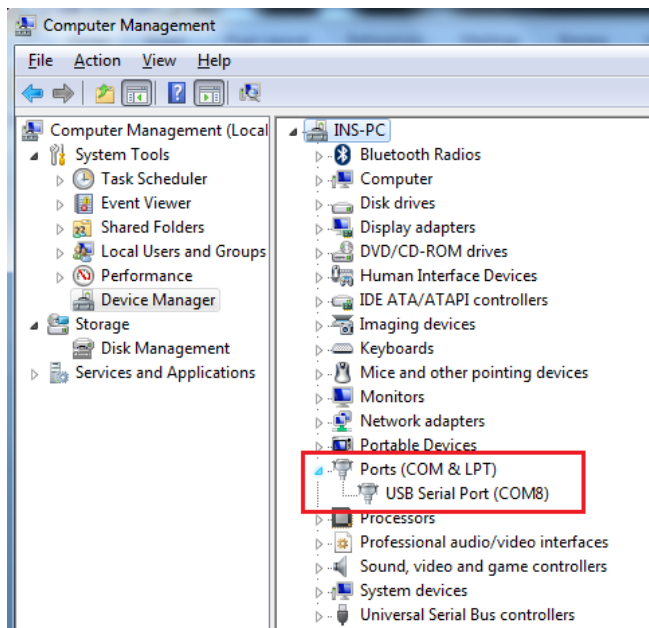 Computer Management
File Action View Help
Computer Management (Local
System Tools
Task Scheduler
Event Viewer
Shared Folders
Local Users and Groups
Performance
Device Manager
Storage
Disk Management
Services and Applications
INS-PC
Bluetooth Radios
Computer
Disk drives
Display adapters
DVD/CD-ROM drives
Human Interface Devices
IDE ATA/ATAPI controllers
Imaging devices
Keyboards
Mice and other pointing devices
Monitors
Network adapters
Portable Devices
Ports (COM & LPT)
USB Serial Port (COM8)
Processors
Professional audio/video interfaces
Sound, video and game controllers
System devices
Universal Serial Bus controllers